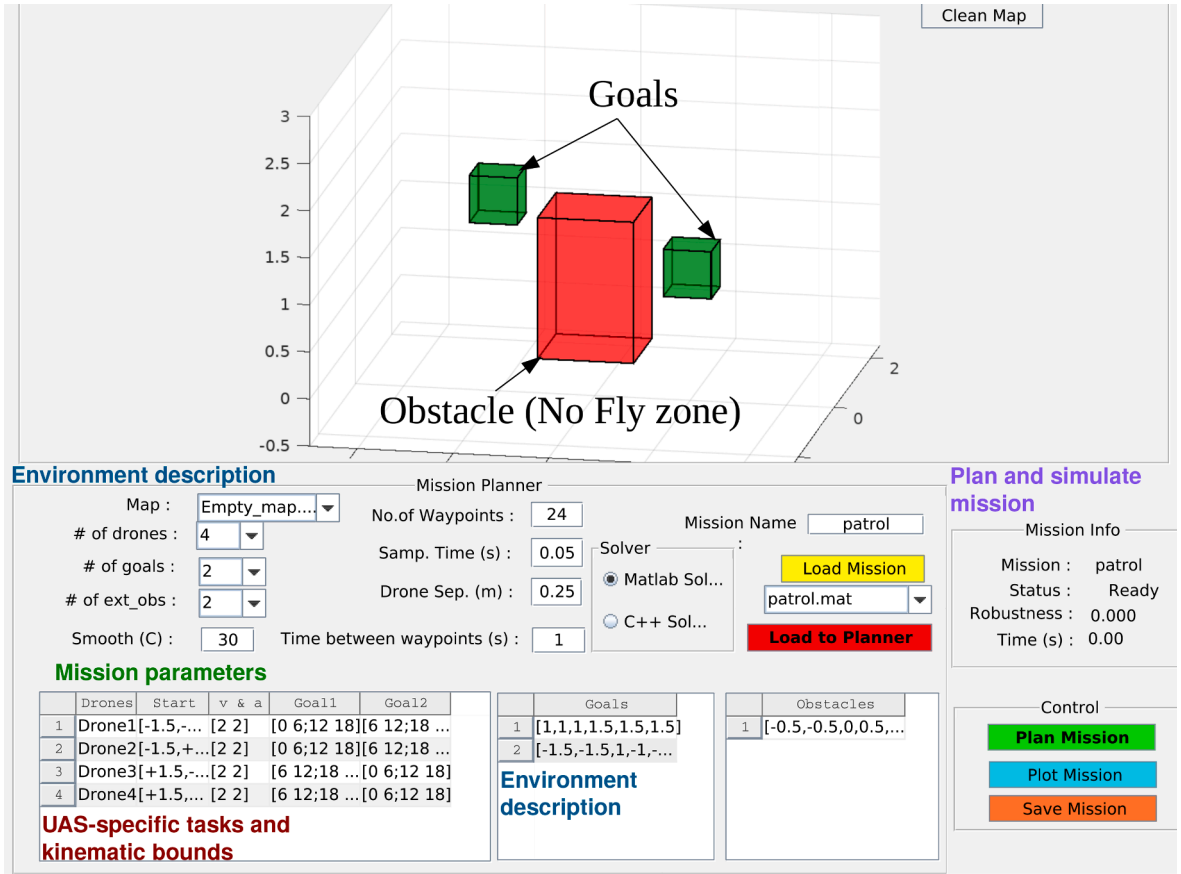 Clean Map
Goals
3
2.5
2
1.5
1
0.5
0
-0.5
2
0
Obstacle (No Fly zone)
Environment description
Mission Planner
Map :
Empty_map....
# of drones :
4
# of goals :
2
# of ext_obs :
2
Smooth (C) :
30
No.of Waypoints :
24
Samp. Time (s) :
0.05
Drone Sep. (m) :
0.25
Time between waypoints (s) :
1
Solver
Matlab Sol...
C++ Sol...
Mission Name
:
patrol
Load Mission
patrol.mat
Load to Planner
Plan and simulate
mission
Mission Info
Mission : patrol
Status : Ready
Robustness : 0.000
Time (s) : 0.00
Mission parameters
Drones Start v & a Goal1 Goal2
1 Drone1 [-1.5,-... [2 2] [0 6;12 18] [6 12;18 ...
2 Drone2 [-1.5,+... [2 2] [0 6;12 18] [6 12;18 ...
3 Drone3 [+1.5,-... [2 2] [6 12;18 ... [0 6;12 18]
4 Drone4 [+1.5,... [2 2] [6 12;18 ... [0 6;12 18]
UAS-specific tasks and
kinematic bounds
Goals
1 [1,1,1,1.5,1.5,1.5]
2 [-1.5,-1.5,1,-1,-...
Environment
description
Obstacles
1 [-0.5,-0.5,0,0.5,...
Control
Plan Mission
Plot Mission
Save Mission